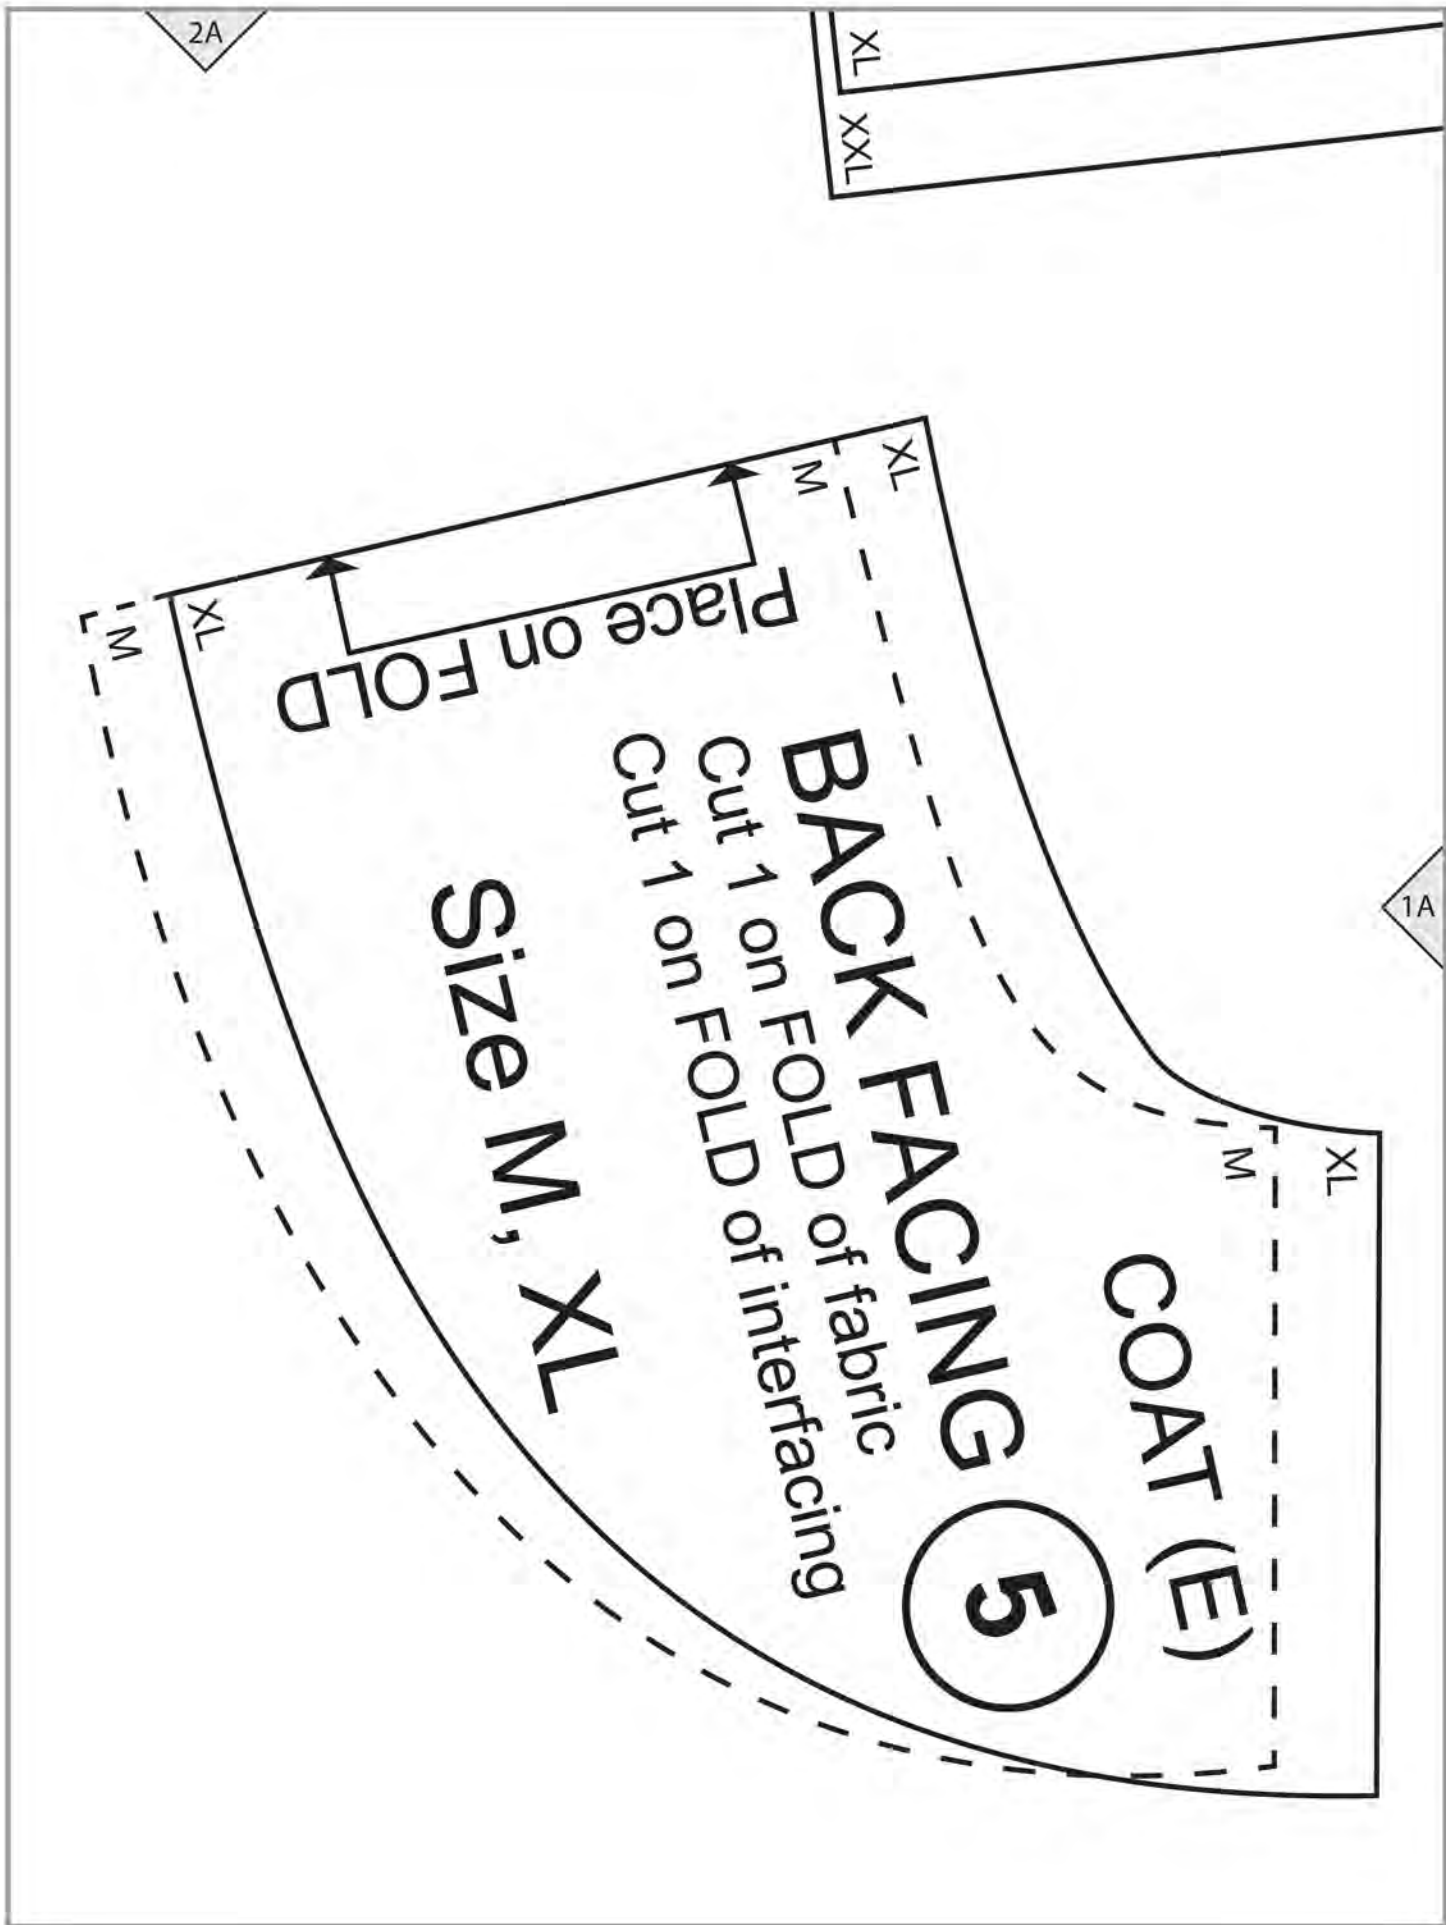 2A
XL
XXL
XL
M
XL
M
Place on FOLD
1A
M
XL
COAT (E)
BACK FACING 5
Cut 1 on FOLD of fabric
Cut 1 on FOLD of interfacing
Size M, XL